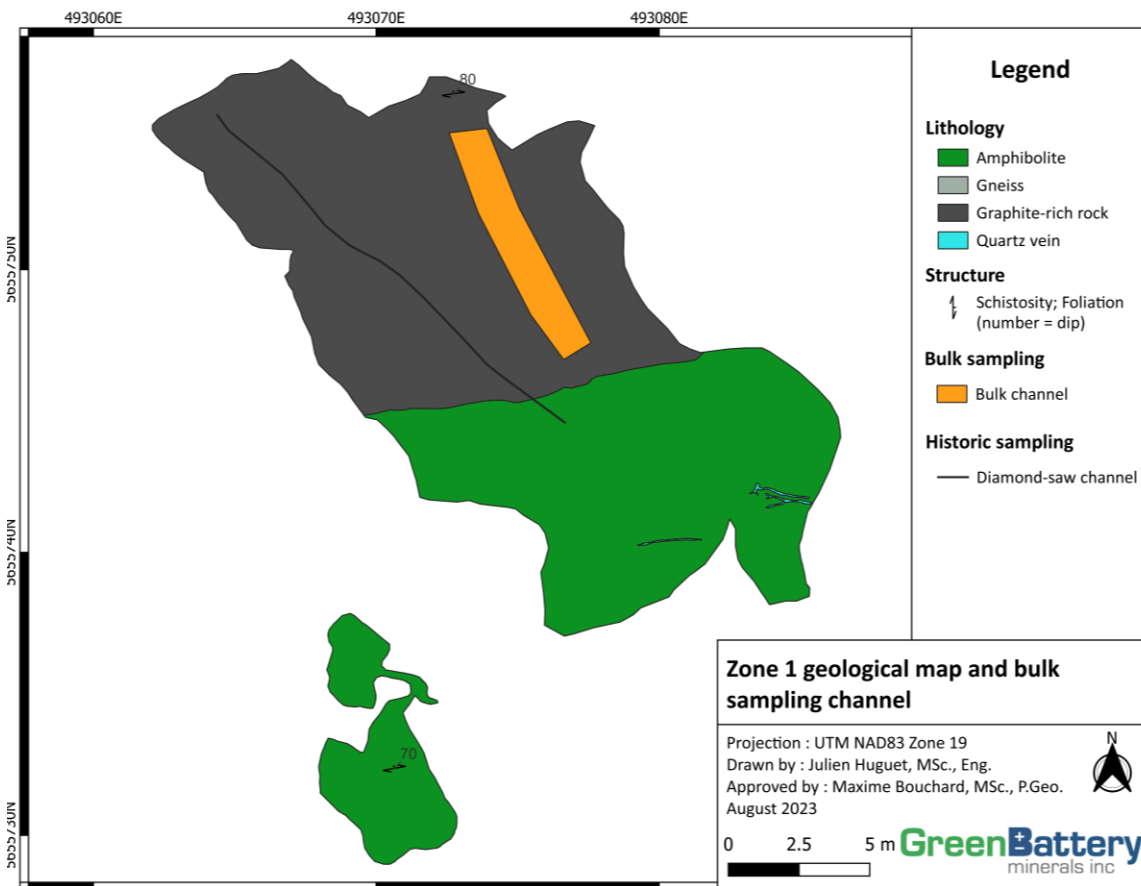 493060E
493070E
493080E
80
70
Legend
Lithology
Amphibolite
Gneiss
Graphite-rich rock
Quartz vein
Structure
Schistosity; Foliation
(number = dip)
Bulk sampling
Bulk channel
Historic sampling
Diamond-saw channel
Zone 1 geological map and bulk
sampling channel
Projection : UTM NAD83 Zone 19
Drawn by : Julien Huguet, MSc., Eng.
Approved by : Maxime Bouchard, MSc., P.Geo.
August 2023
N
0 2.5 5 m
GreenBattery
minerals inc